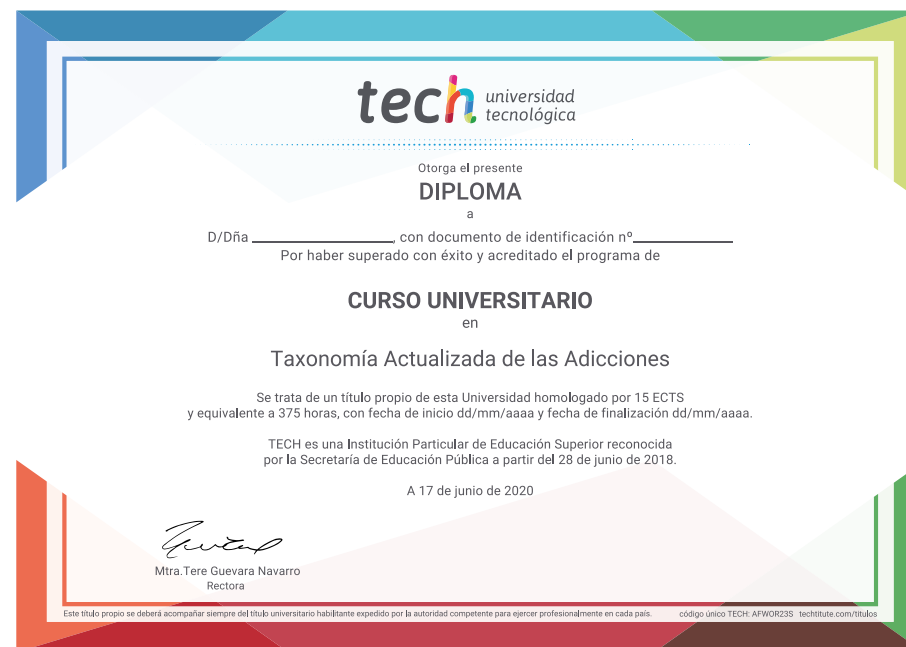 tech universidad
tecnológica
Otorga el presente
DIPLOMA
a
D/Dña ____________________, con documento de identificación nº______________
Por haber superado con éxito y acreditado el programa de
CURSO UNIVERSITARIO
en
Taxonomía Actualizada de las Adicciones
Se trata de un título propio de esta Universidad homologado por 15 ECTS
y equivalente a 375 horas, con fecha de inicio dd/mm/aaaa y fecha de finalización dd/mm/aaaa.
TECH es una Institución Particular de Educación Superior reconocida
por la Secretaría de Educación Pública a partir del 28 de junio de 2018.
A 17 de junio de 2020
Mtra.Tere Guevara Navarro
Rectora
Este título propio se deberá acompañar siempre del título universitario habilitante expedido por la autoridad competente para ejercer profesionalmente en cada país. código único TECH: AFWOR23S techtitute.com/titulos